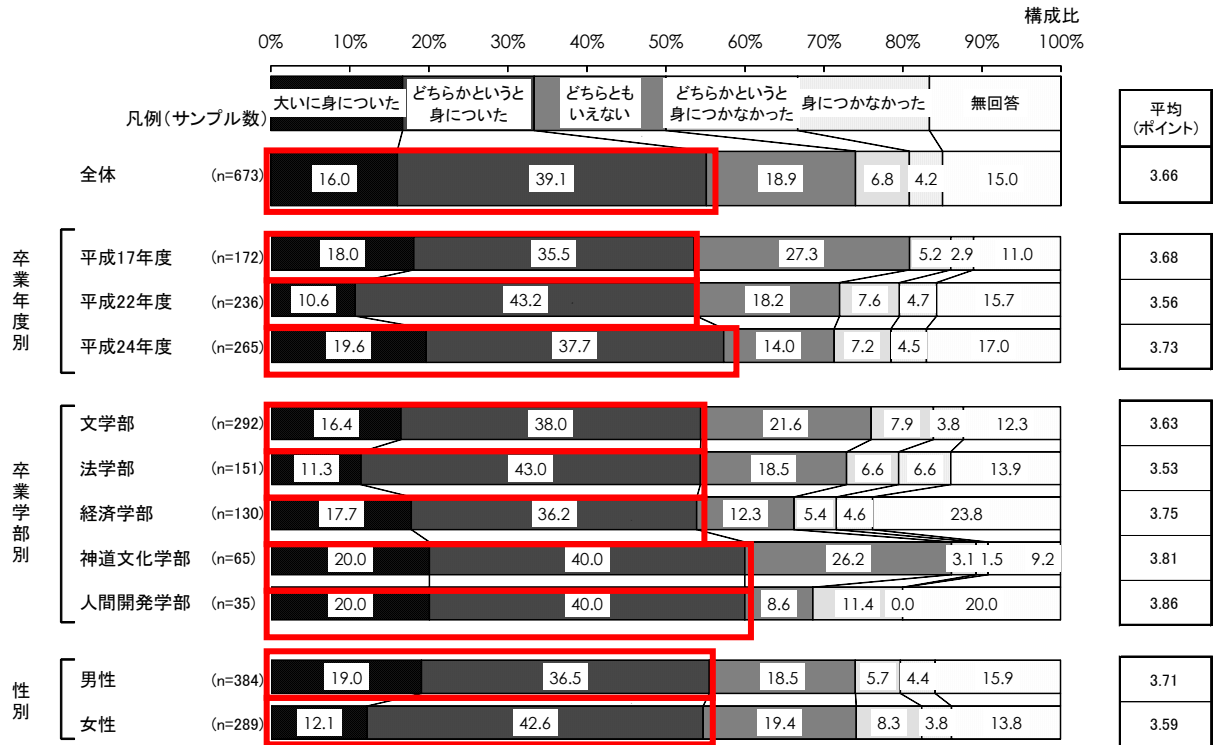 構成比
0% 10% 20% 30% 40% 50% 60% 70% 80% 90% 100%
凡例(サンプル数) 大いに身についた どちらかというと どちらとも どちらかというと 身につかなかった 無回答 平均
身についた いえない 身につかなかった (ポイント)
全体 (n=673) 16.0 39.1 18.9 6.8 4.2 15.0 3.66
卒業年度別
平成17年度 (n=172) 18.0 35.5 27.3 5.2 2.9 11.0 3.68
平成22年度 (n=236) 10.6 43.2 18.2 7.6 4.7 15.7 3.56
平成24年度 (n=265) 19.6 37.7 14.0 7.2 4.5 17.0 3.73
卒業学部別
文学部 (n=292) 16.4 38.0 21.6 7.9 3.8 12.3 3.63
法学部 (n=151) 11.3 43.0 18.5 6.6 6.6 13.9 3.53
経済学部 (n=130) 17.7 36.2 12.3 5.4 4.6 23.8 3.75
神道文化学部 (n=65) 20.0 40.0 26.2 3.1 1.5 9.2 3.81
人間開発学部 (n=35) 20.0 40.0 8.6 11.4 0.0 20.0 3.86
性別
男性 (n=384) 19.0 36.5 18.5 5.7 4.4 15.9 3.71
女性 (n=289) 12.1 42.6 19.4 8.3 3.8 13.8 3.59